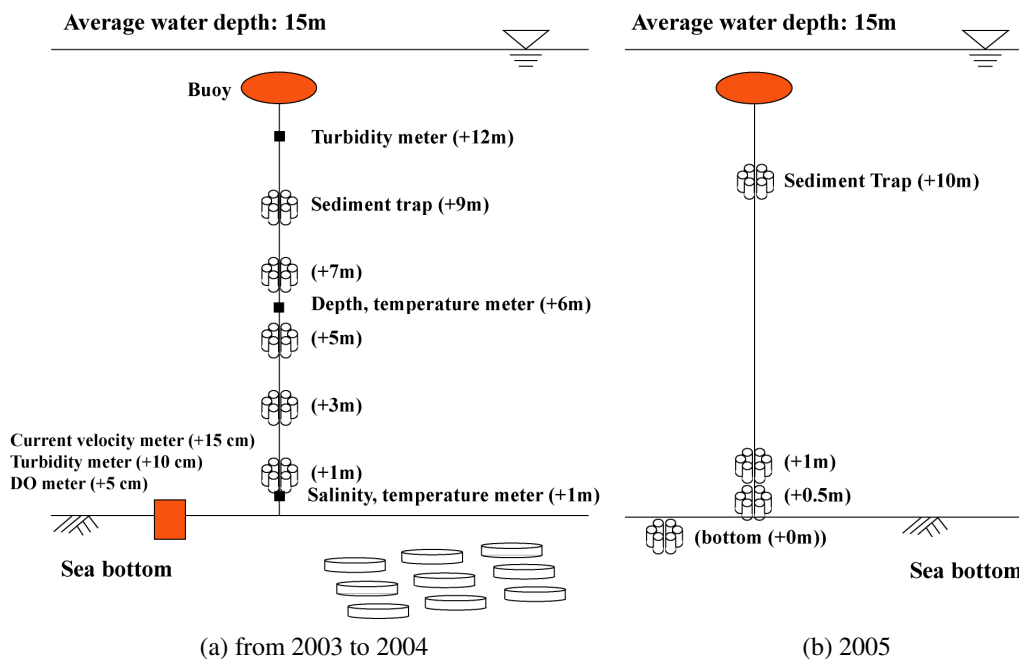 Average water depth: 15m
Buoy
Turbidity meter (+12m)
Sediment trap (+9m)
(+7m)
Depth, temperature meter (+6m)
(+5m)
(+3m)
Current velocity meter (+15 cm)
Turbidity meter (+10 cm)
DO meter (+5 cm)
(+1m)
Salinity, temperature meter (+1m)
Sea bottom
(a) from 2003 to 2004
Average water depth: 15m
Sediment Trap (+10m)
(+1m)
(+0.5m)
(bottom (+0m))
Sea bottom
(b) 2005